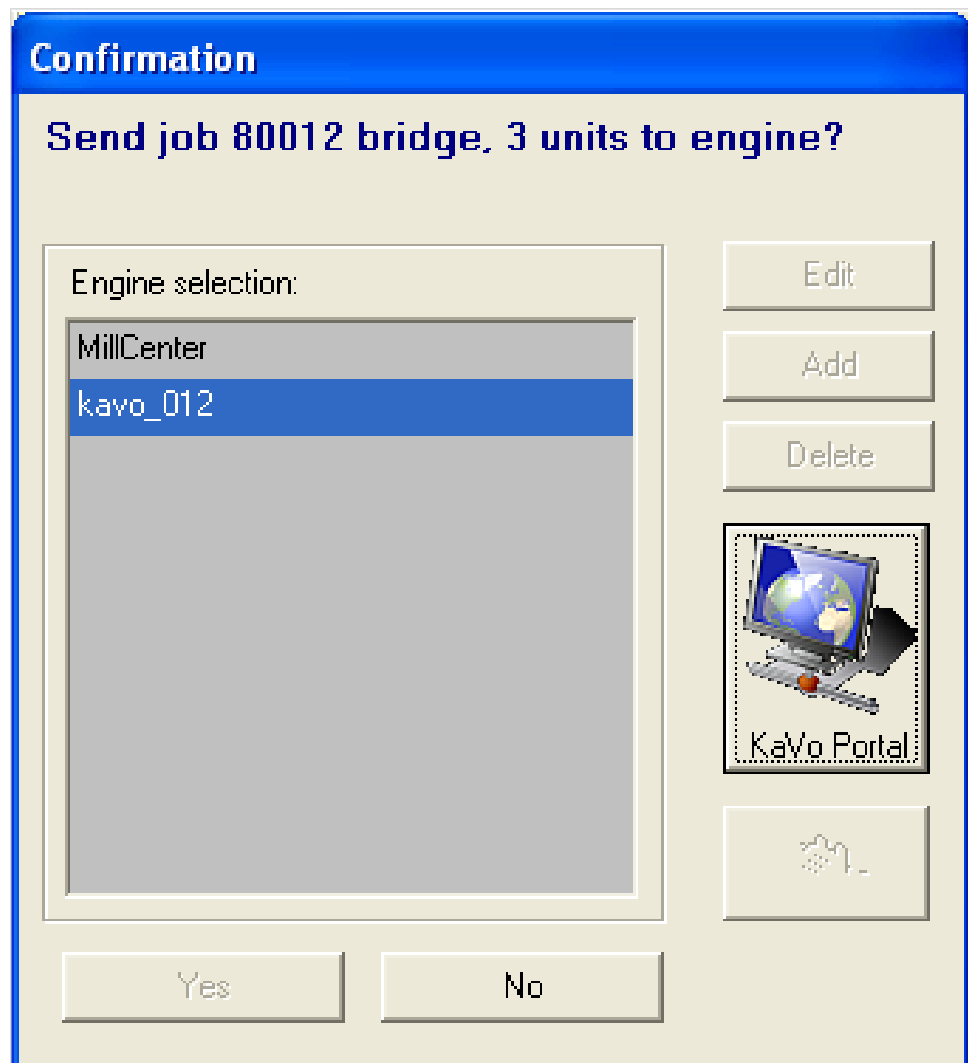 Confirmation
Send job 80012 bridge, 3 units to engine?
Engine selection:
MillCenter
kavo_012
Edit
Add
Delete
KaVo Portal
Yes
No